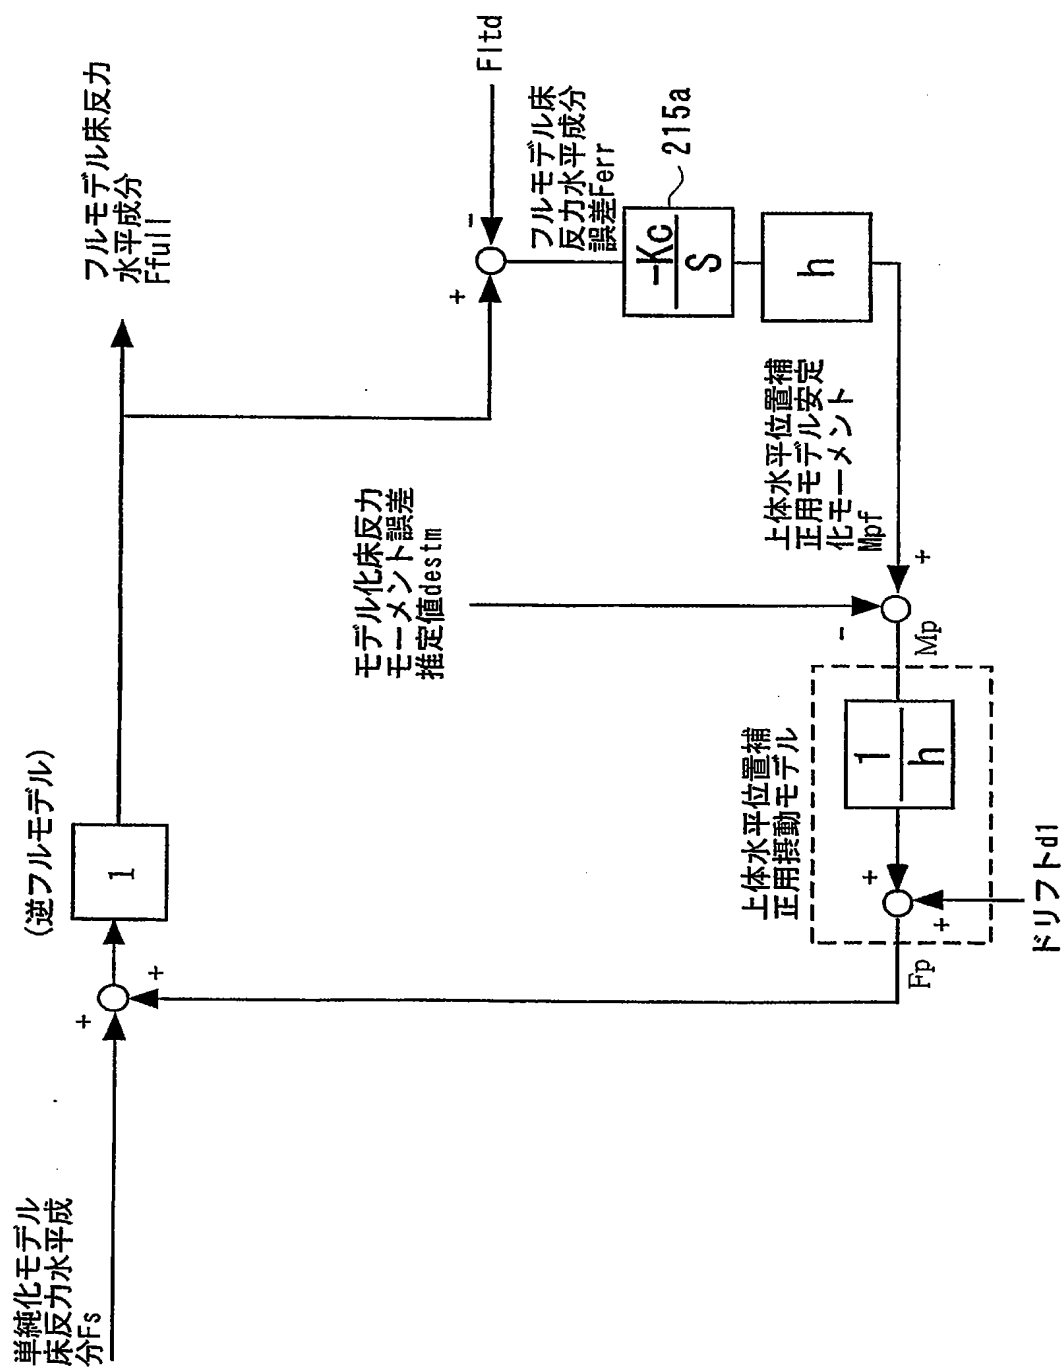 単純化モデル
床反力水平成
分Fs
+
+
(逆フルモデル)
1
フルモデル床反力
水平成分
Ffull
+
-
Fltd
フルモデル床
反力水平成分
誤差Ferr
-Kc
S
215a
h
上体水平位置補
正用モデル安定
化モーメント
Mpf
+
モデル化床反力
モーメント誤差
推定値destm
-
Mp
上体水平位置補
正用摂動モデル
1
h
+
+
Fp
ドリフトd1